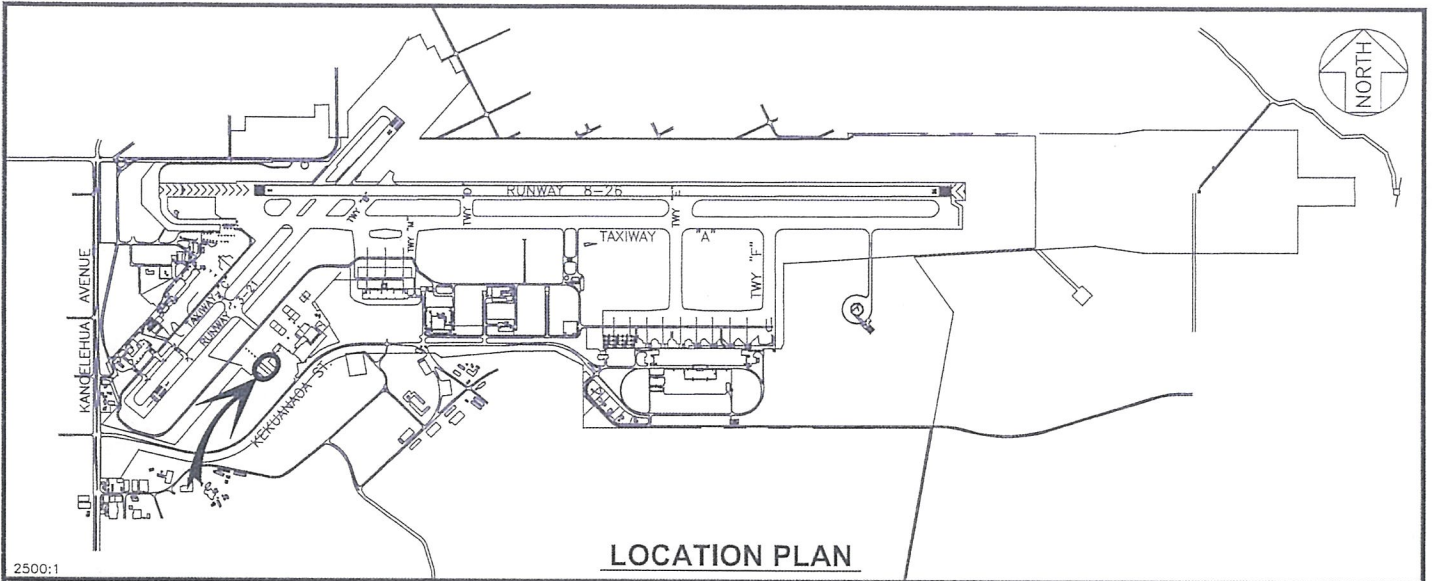 NORTH
RUNWAY 8-26
TWY "B"
TWY "D"
TWY "E"
TWY "M"
TAXIWAY "A"
TWY "F"
KANOELEHUA AVENUE
TAXIWAY "C"
RUNWAY 3-21
KEKUANAOA ST.
LOCATION PLAN
2500:1